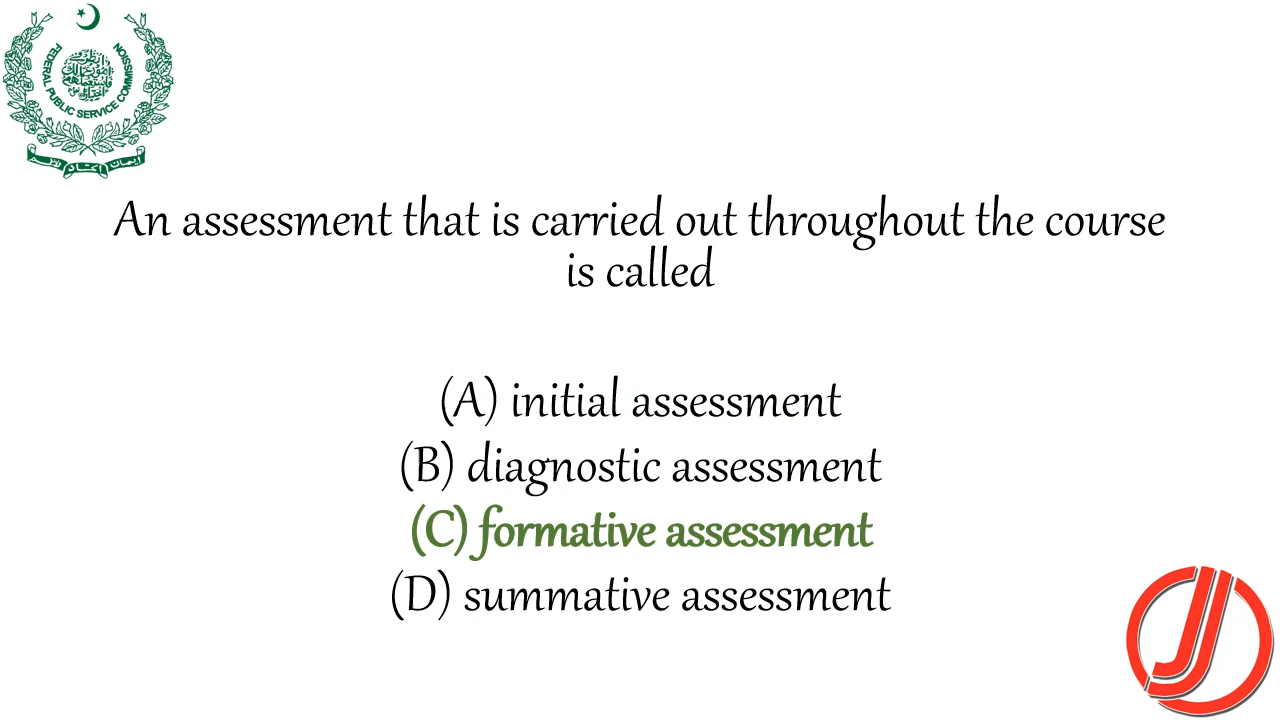 FEDERAL PUBLIC SERVICE COMMISSION
An assessment that is carried out throughout the course
is called
(A) initial assessment
(B) diagnostic assessment
(C) formative assessment
(D) summative assessment